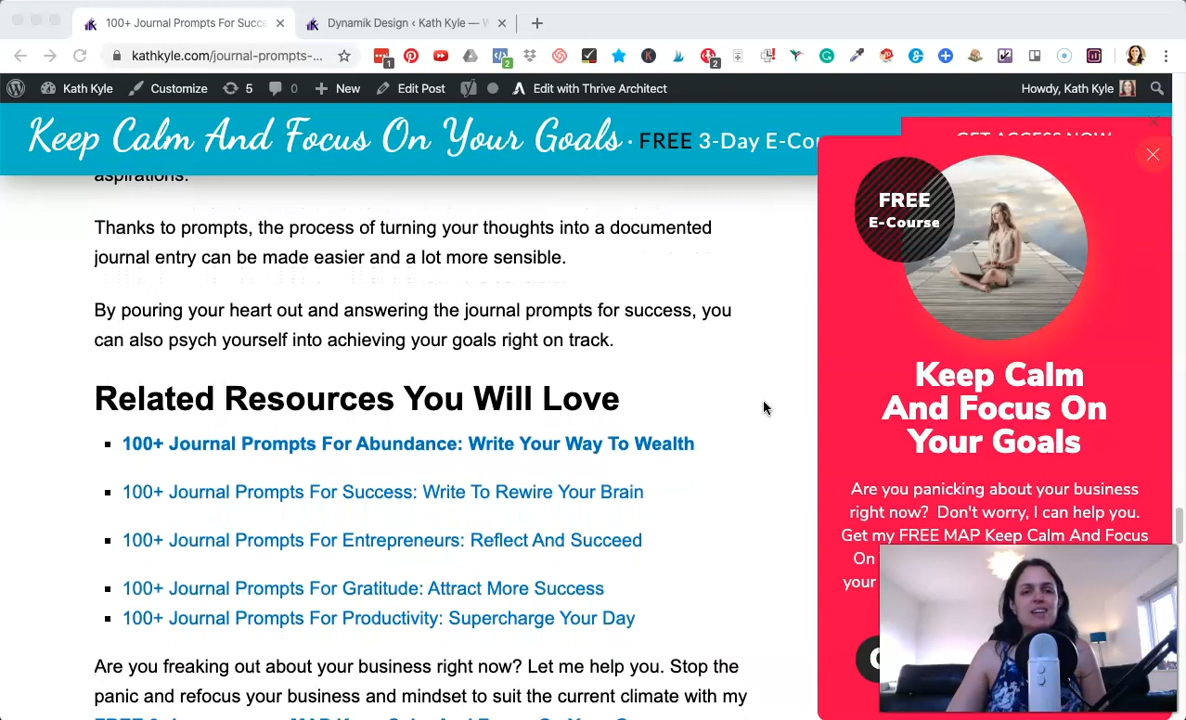 100+ Journal Prompts For Succe
Dynamik Design ‹ Kath Kyle — W
kathkyle.com/journal-prompts-...
1
2
2
Kath Kyle
Customize
5
0
New
Edit Post
Edit with Thrive Architect
Howdy, Kath Kyle
Keep Calm And Focus On Your Goals · FREE 3-Day E-Cou
GET ACCESS NOW
aspirations.
Thanks to prompts, the process of turning your thoughts into a documented
journal entry can be made easier and a lot more sensible.
By pouring your heart out and answering the journal prompts for success, you
can also psych yourself into achieving your goals right on track.
Related Resources You Will Love
100+ Journal Prompts For Abundance: Write Your Way To Wealth
100+ Journal Prompts For Success: Write To Rewire Your Brain
100+ Journal Prompts For Entrepreneurs: Reflect And Succeed
100+ Journal Prompts For Gratitude: Attract More Success
100+ Journal Prompts For Productivity: Supercharge Your Day
Are you freaking out about your business right now? Let me help you. Stop the
panic and refocus your business and mindset to suit the current climate with my
FREE
E-Course
Keep Calm
And Focus On
Your Goals
Are you panicking about your business
right now? Don't worry, I can help you.
Get my FREE MAP Keep Calm And Focus
On
your